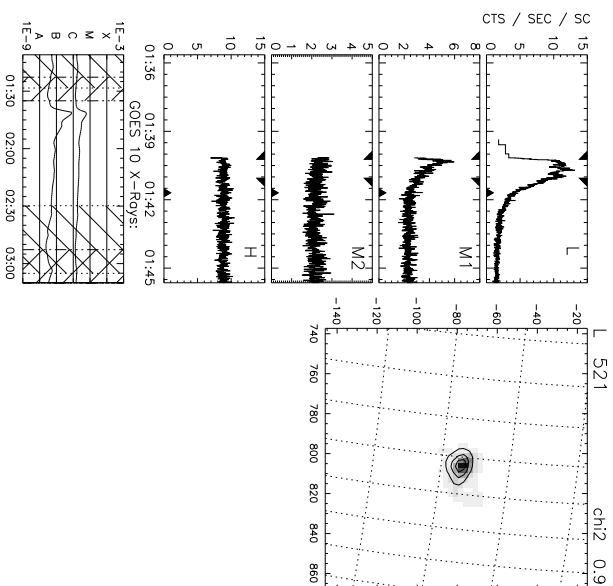 CTS / SEC / SC
L
0 5 10 15
M1
0 2 4 6 8
M2
0 1 2 3 4 5
H
0 5 10 15
01:36 01:39 01:42 01:45
GOES 10 X-Rays:
1E-9 A B C M X 1E-3
01:30 02:00 02:30 03:00
L 521 chi2 0.9
-140 -120 -100 -80 -60 -40 -20
740 760 780 800 820 840 860